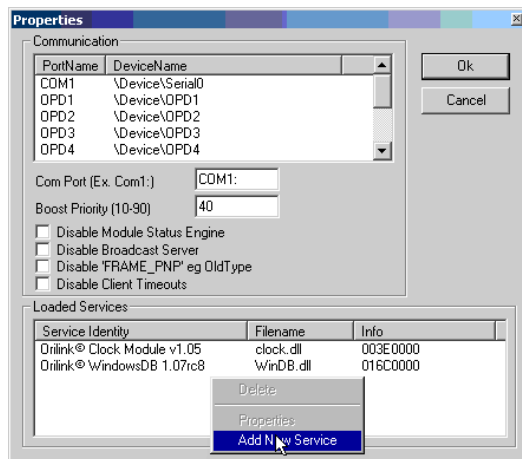 Properties
Communication
Ok
Cancel
PortName DeviceName
COM1 \Device\Serial0
OPD1 \Device\OPD1
OPD2 \Device\OPD2
OPD3 \Device\OPD3
OPD4 \Device\OPD4
Com Port (Ex. Com1:) COM1:
Boost Priority (10-90) 40
Disable Module Status Engine
Disable Broadcast Server
Disable 'FRAME_PNP' eg OldType
Disable Client Timeouts
Loaded Services
Service Identity Filename Info
Orilink© Clock Module v1.05 clock.dll 003E0000
Orilink© WindowsDB 1.07rc8 WinDB.dll 016C0000
Delete
Properties
Add New Service